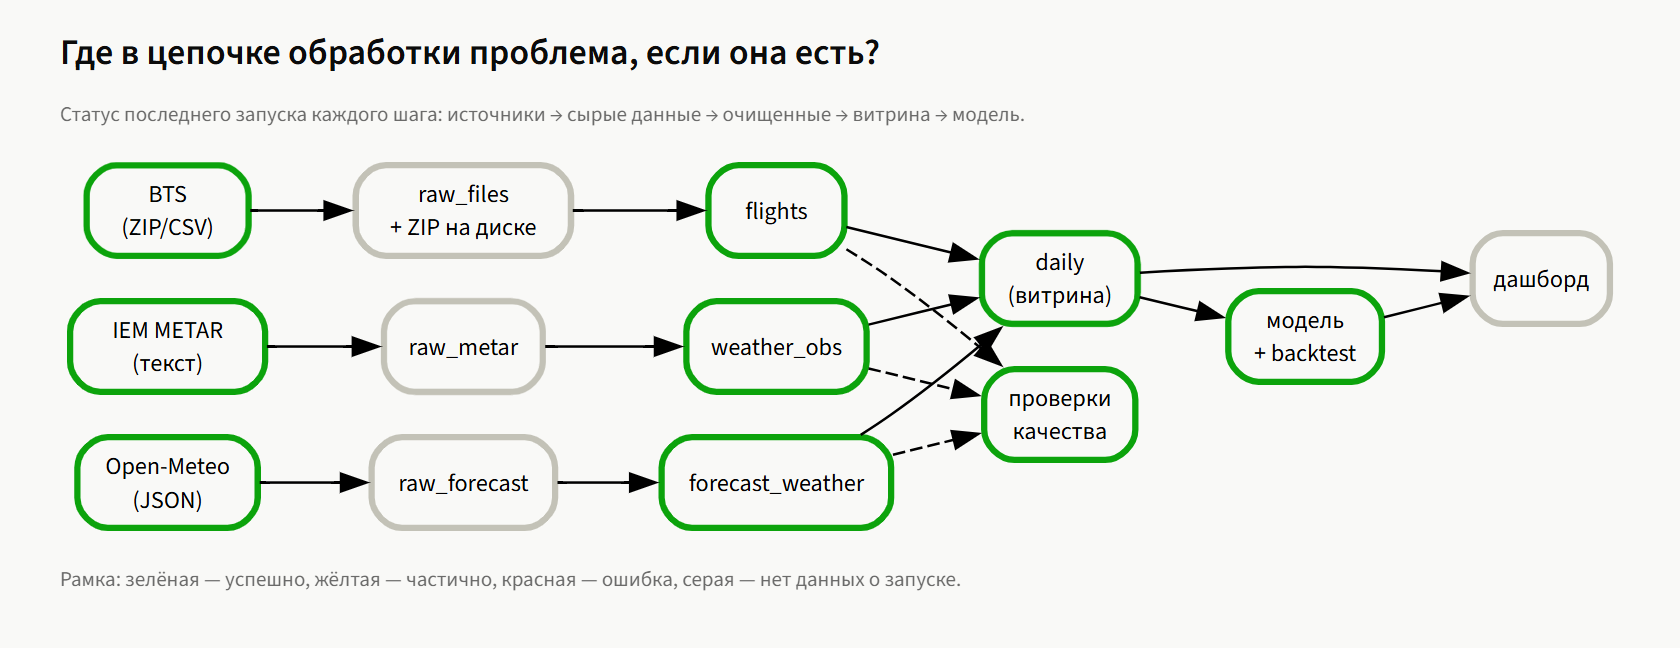 Где в цепочке обработки проблема, если она есть?
Статус последнего запуска каждого шага: источники → сырые данные → очищенные → витрина → модель.
BTS
(ZIP/CSV)
raw_files
+ ZIP на диске
flights
daily
(витрина)
дашборд
IEM METAR
(текст)
raw_metar
weather_obs
модель
+ backtest
проверки
качества
Open-Meteo
(JSON)
raw_forecast
forecast_weather
Рамка: зелёная — успешно, жёлтая — частично, красная — ошибка, серая — нет данных о запуске.